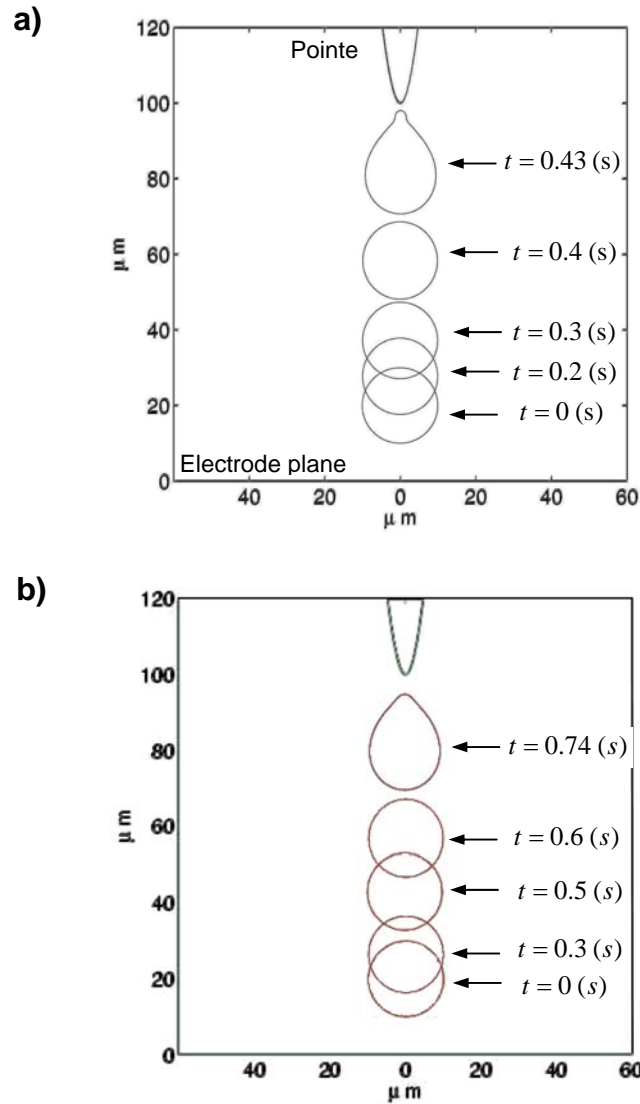 a)
120
Pointe
100
t = 0.43 (s)
80
μ m
60
t = 0.4 (s)
40
t = 0.3 (s)
t = 0.2 (s)
20
t = 0 (s)
Electrode plane
0
40 20 0 20 40 60
μ m
b)
120
100
80
t = 0.74 (s)
μ m
60
t = 0.6 (s)
t = 0.5 (s)
40
t = 0.3 (s)
20
t = 0 (s)
0
40 20 0 20 40 60
μ m